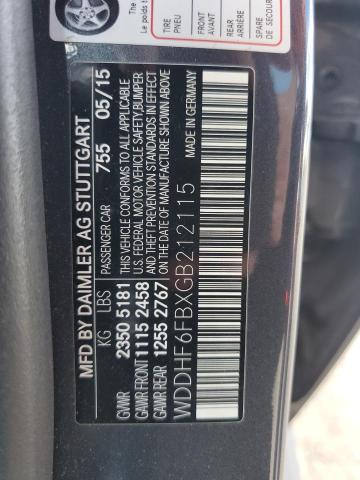 MFD BY DAIMLER AG STUTTGART
KG LBS PASSENGER CAR 755 05/15
GVWR 2350 5181 THIS VEHICLE CONFORMS TO ALL APPLICABLE
GAWR FRONT 1115 2458 U.S. FEDERAL MOTOR VEHICLE SAFETY, BUMPER
GAWR REAR 1255 2767 AND THEFT PREVENTION STANDARDS IN EFFECT
ON THE DATE OF MANUFACTURE SHOWN ABOVE
WDDHF6FBXGB212115 MADE IN GERMANY
Le poids
TIRE
PNEU
FRONT
AVANT
REAR
ARRIÈRE
SPARE
DE SECOUR